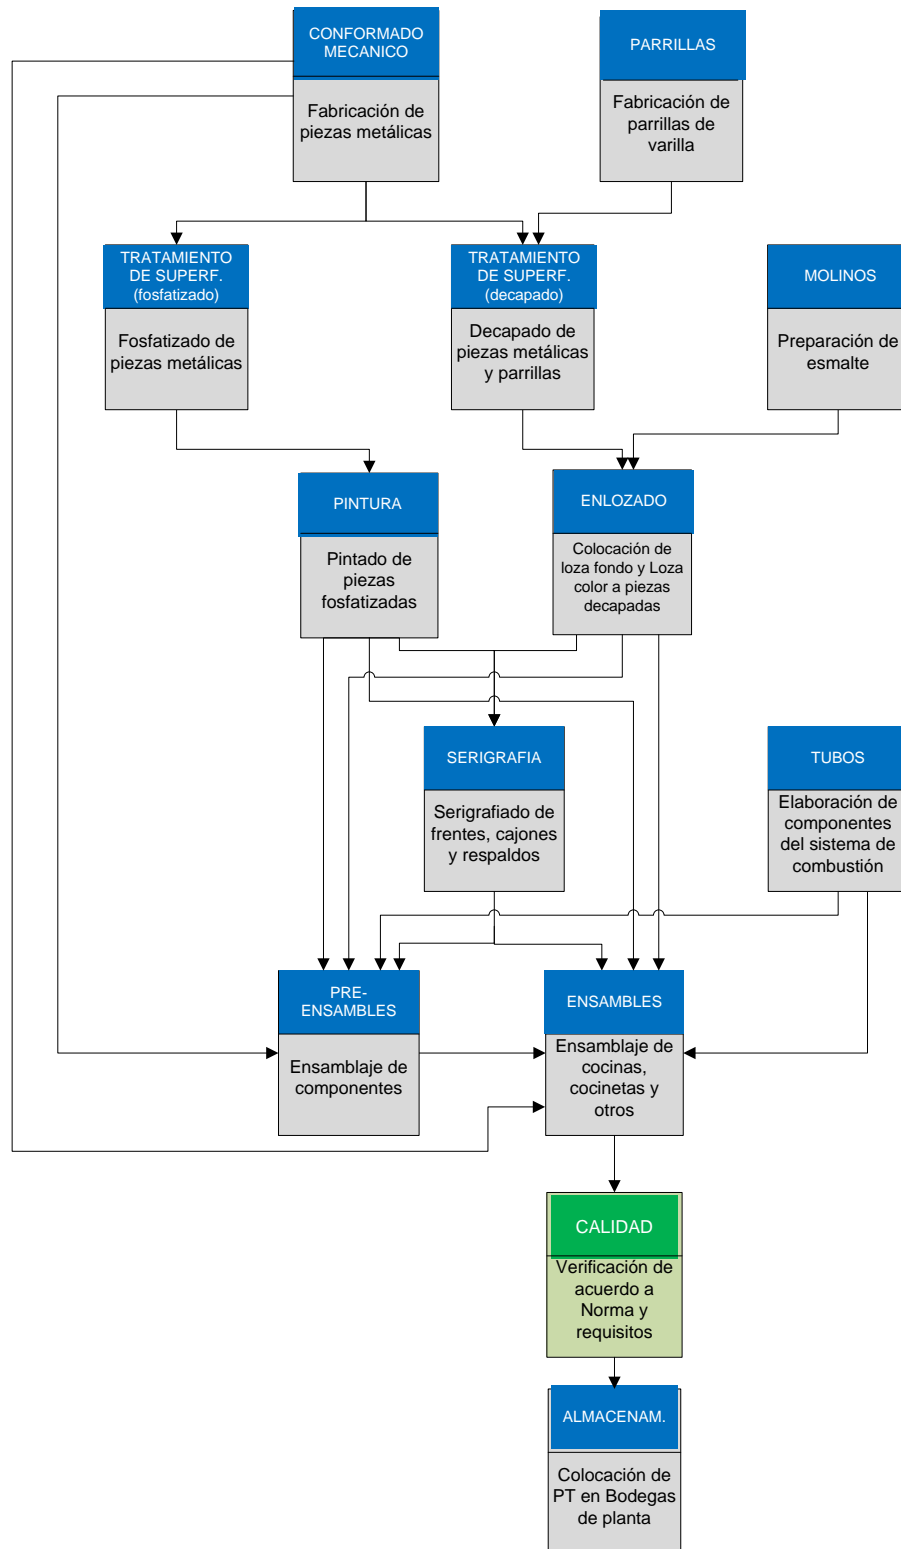 CONFORMADO
MECANICO
Fabricación de
piezas metálicas
PARRILLAS
Fabricación de
parrillas de
varilla
TRATAMIENTO
DE SUPERF.
(fosfatizado)
Fosfatizado de
piezas metálicas
TRATAMIENTO
DE SUPERF.
(decapado)
Decapado de
piezas metálicas
y parrillas
MOLINOS
Preparación de
esmalte
PINTURA
Pintado de
piezas
fosfatizadas
ENLOZADO
Colocación de
loza fondo y Loza
color a piezas
decapadas
SERIGRAFIA
Serigrafiado de
frentes, cajones
y respaldos
TUBOS
Elaboración de
componentes
del sistema de
combustión
PRE-
ENSAMBLES
Ensamblaje de
componentes
ENSAMBLES
Ensamblaje de
cocinas,
cocinetas y
otros
CALIDAD
Verificación de
acuerdo a
Norma y
requisitos
ALMACENAM.
Colocación de
PT en Bodegas
de planta